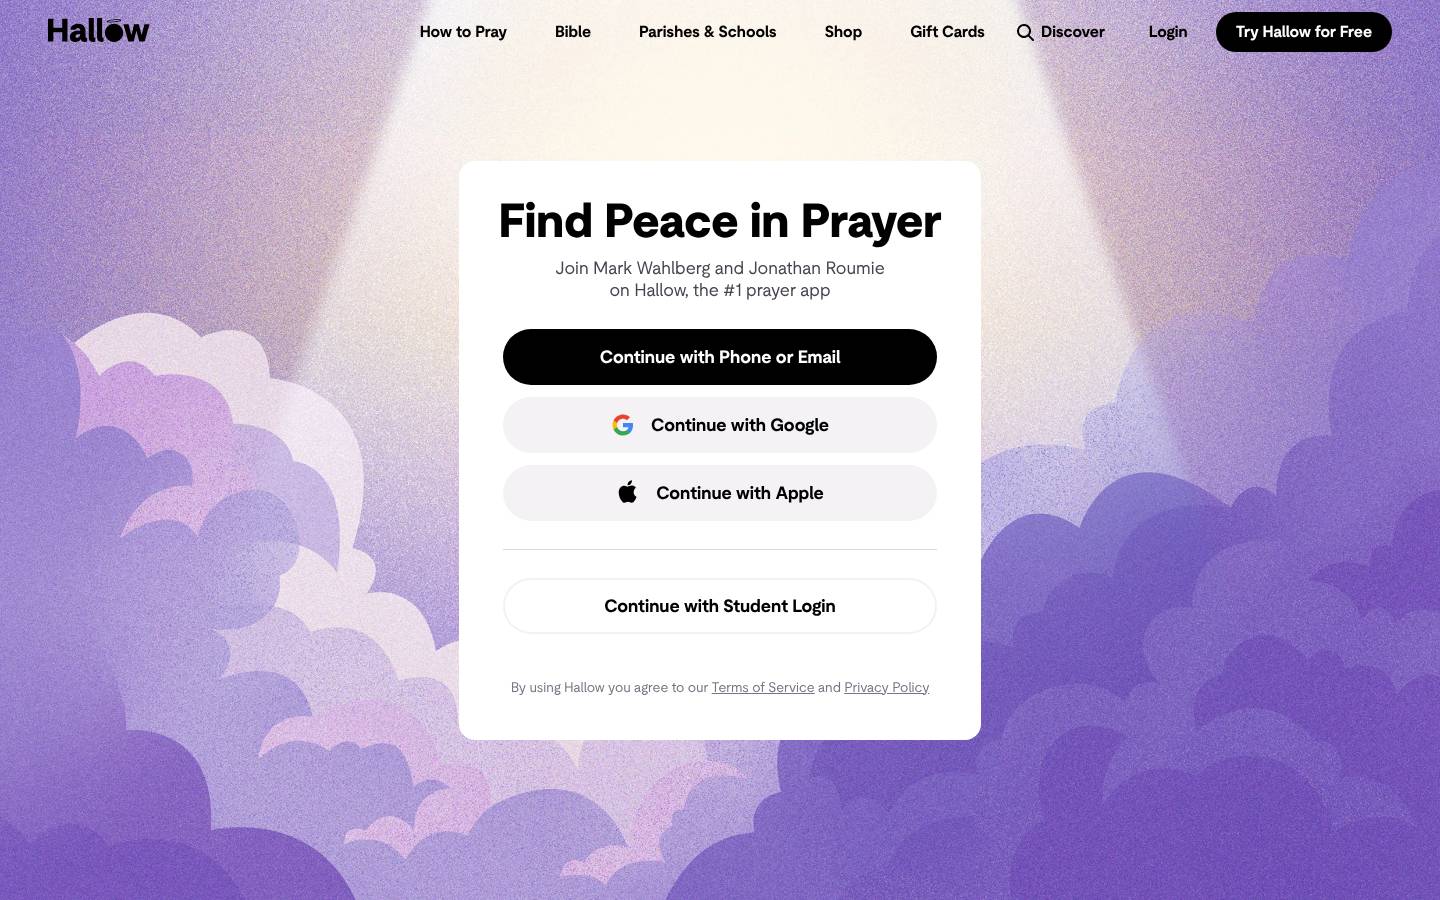 Hallow
How to Pray
Bible
Parishes & Schools
Shop
Gift Cards
Discover
Login
Try Hallow for Free
Find Peace in Prayer
Join Mark Wahlberg and Jonathan Roumie
on Hallow, the #1 prayer app
Continue with Phone or Email
Continue with Google
Continue with Apple
Continue with Student Login
By using Hallow you agree to our Terms of Service and Privacy Policy